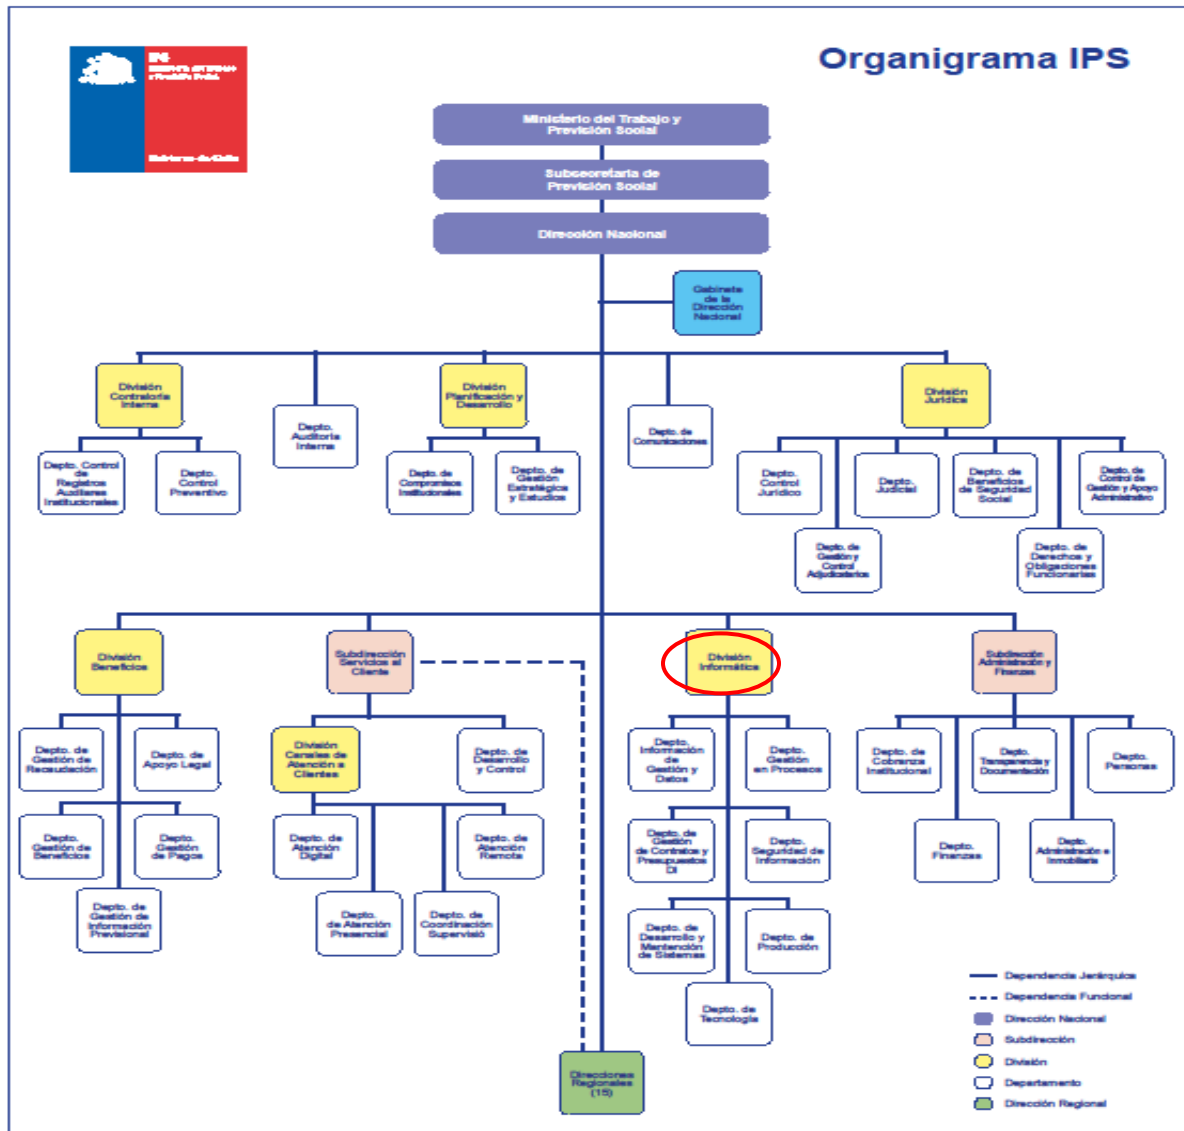 Organigrama IPS
IPS
Gobierno de Chile
Ministerio del Trabajo y
Previsión Social
Subsecretaria de
Previsión Social
Dirección Nacional
Gabinete
de la
Dirección
Nacional
División
Contraloría
Interna
Depto.
Auditoría
Interna
División
Planificación y
Desarrollo
Depto. de
Comunicaciones
División
Jurídica
Depto. Control
de
Registros
Auxiliares
Institucionales
Depto.
Control
Preventivo
Depto. de
Compromisos
Institucionales
Depto. de
Gestión
Estratégica
y Estudios
Depto.
Control
Jurídico
Depto.
Judicial
Depto. de
Beneficios
de Seguridad
Social
Depto. de
Control de
Gestión y Apoyo
Administrativo
Depto. de
Gestión y
Control
Adjudicatarios
Depto. de
Derechos y
Obligaciones
Funcionarias
División
Beneficios
Subdirección
Servicios al
Cliente
División
Informática
Subdirección
Administración y
Finanzas
Depto. de
Gestión de
Recaudación
Depto. de
Apoyo Legal
División
Canales de
Atención a
Clientes
Depto. de
Desarrollo
y Control
Depto.
Información
de
Gestión y
Datos
Depto.
Gestión
en Procesos
Depto. de
Cobranza
Institucional
Depto.
Transparencia y
Documentación
Depto.
Personas
Depto.
Gestión de
Beneficios
Depto.
Gestión
de Pagos
Depto. de
Atención
Digital
Depto. de
Atención
Remota
Depto. de
Gestión
de Contratos y
Presupuestos
DI
Depto.
Seguridad de
Información
Depto.
Finanzas
Depto.
Administración e
Inmobiliaria
Depto. de
Gestión de
Información
Previsional
Depto.
de Atención
Presencial
Depto. de
Coordinación
Supervisió
Depto. de
Desarrollo y
Mantención
de Sistemas
Depto. de
Producción
Depto. de
Tecnología
Direcciones
Regionales
(15)
Dependencia Jerárquica
Dependencia Funcional
Dirección Nacional
Subdirección
División
Departamento
Dirección Regional